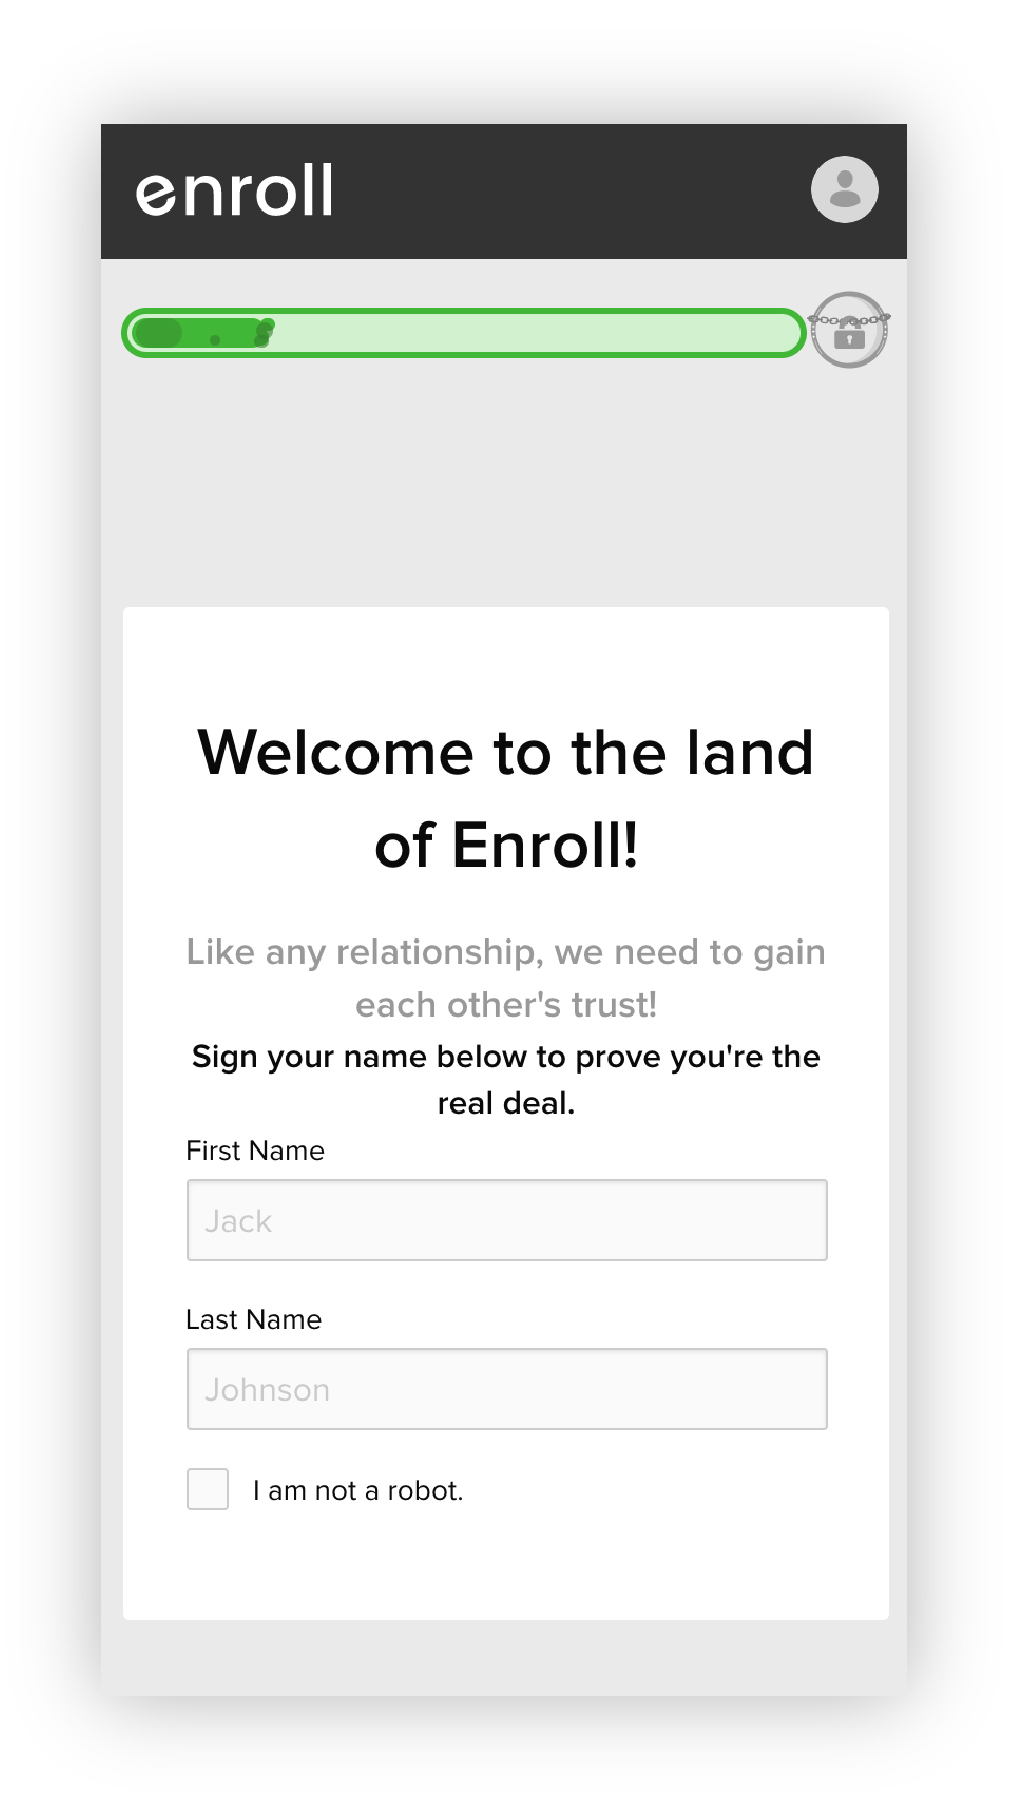 enroll
Welcome to the land
of Enroll!
Like any relationship, we need to gain
each other's trust!
Sign your name below to prove you're the
real deal.
First Name
Jack
Last Name
Johnson
I am not a robot.